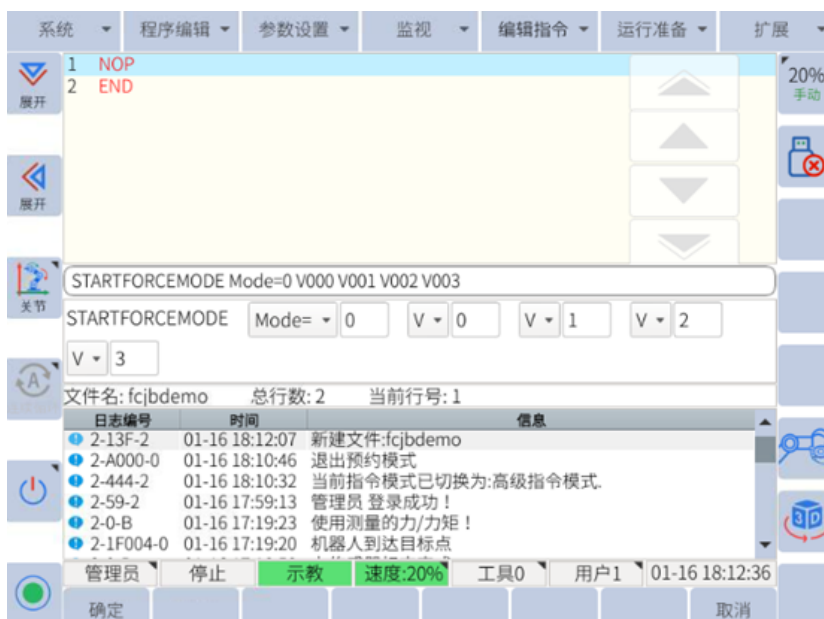 系统 程序编辑 参数设置 监视 编辑指令 运行准备 扩展
1 NOP
2 END
展开
20%
手动
展开
关节
STARTFORCEMODE Mode=0 V000 V001 V002 V003
STARTFORCEMODE Mode= 0 V 0 V 1 V 2
V 3
文件名: fcjbdemo 总行数: 2 当前行号: 1
日志编号 时间 信息
2-13F-2 01-16 18:12:07 新建文件:fcjbdemo
2-A000-0 01-16 18:10:46 退出预约模式
2-444-2 01-16 18:10:32 当前指令模式已切换为:高级指令模式.
2-59-2 01-16 17:59:13 管理员 登录成功！
2-0-B 01-16 17:19:23 使用测量的力/力矩！
2-1F004-0 01-16 17:19:20 机器人到达目标点
管理员 停止 示教 速度:20% 工具0 用户1 01-16 18:12:36
确定 取消
A
3D